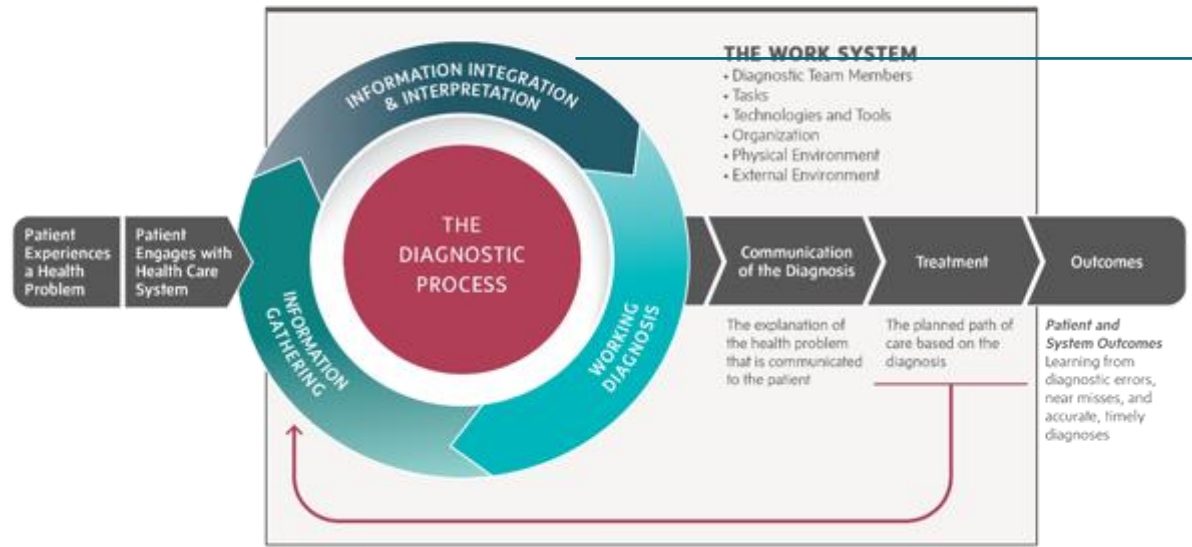 THE WORK SYSTEM
• Diagnostic Team Members
• Tasks
• Technologies and Tools
• Organization
• Physical Environment
• External Environment
INFORMATION INTEGRATION
& INTERPRETATION
THE
DIAGNOSTIC
PROCESS
INFORMATION
GATHERING
WORKING
DIAGNOSIS
Patient
Experiences
a Health
Problem
Patient
Engages with
Health Care
System
Communication
of the Diagnosis
Treatment
Outcomes
The explanation of
the health problem
that is communicated
to the patient
The planned path of
care based on the
diagnosis
Patient and
System Outcomes
Learning from
diagnostic errors,
near misses, and
accurate, timely
diagnoses